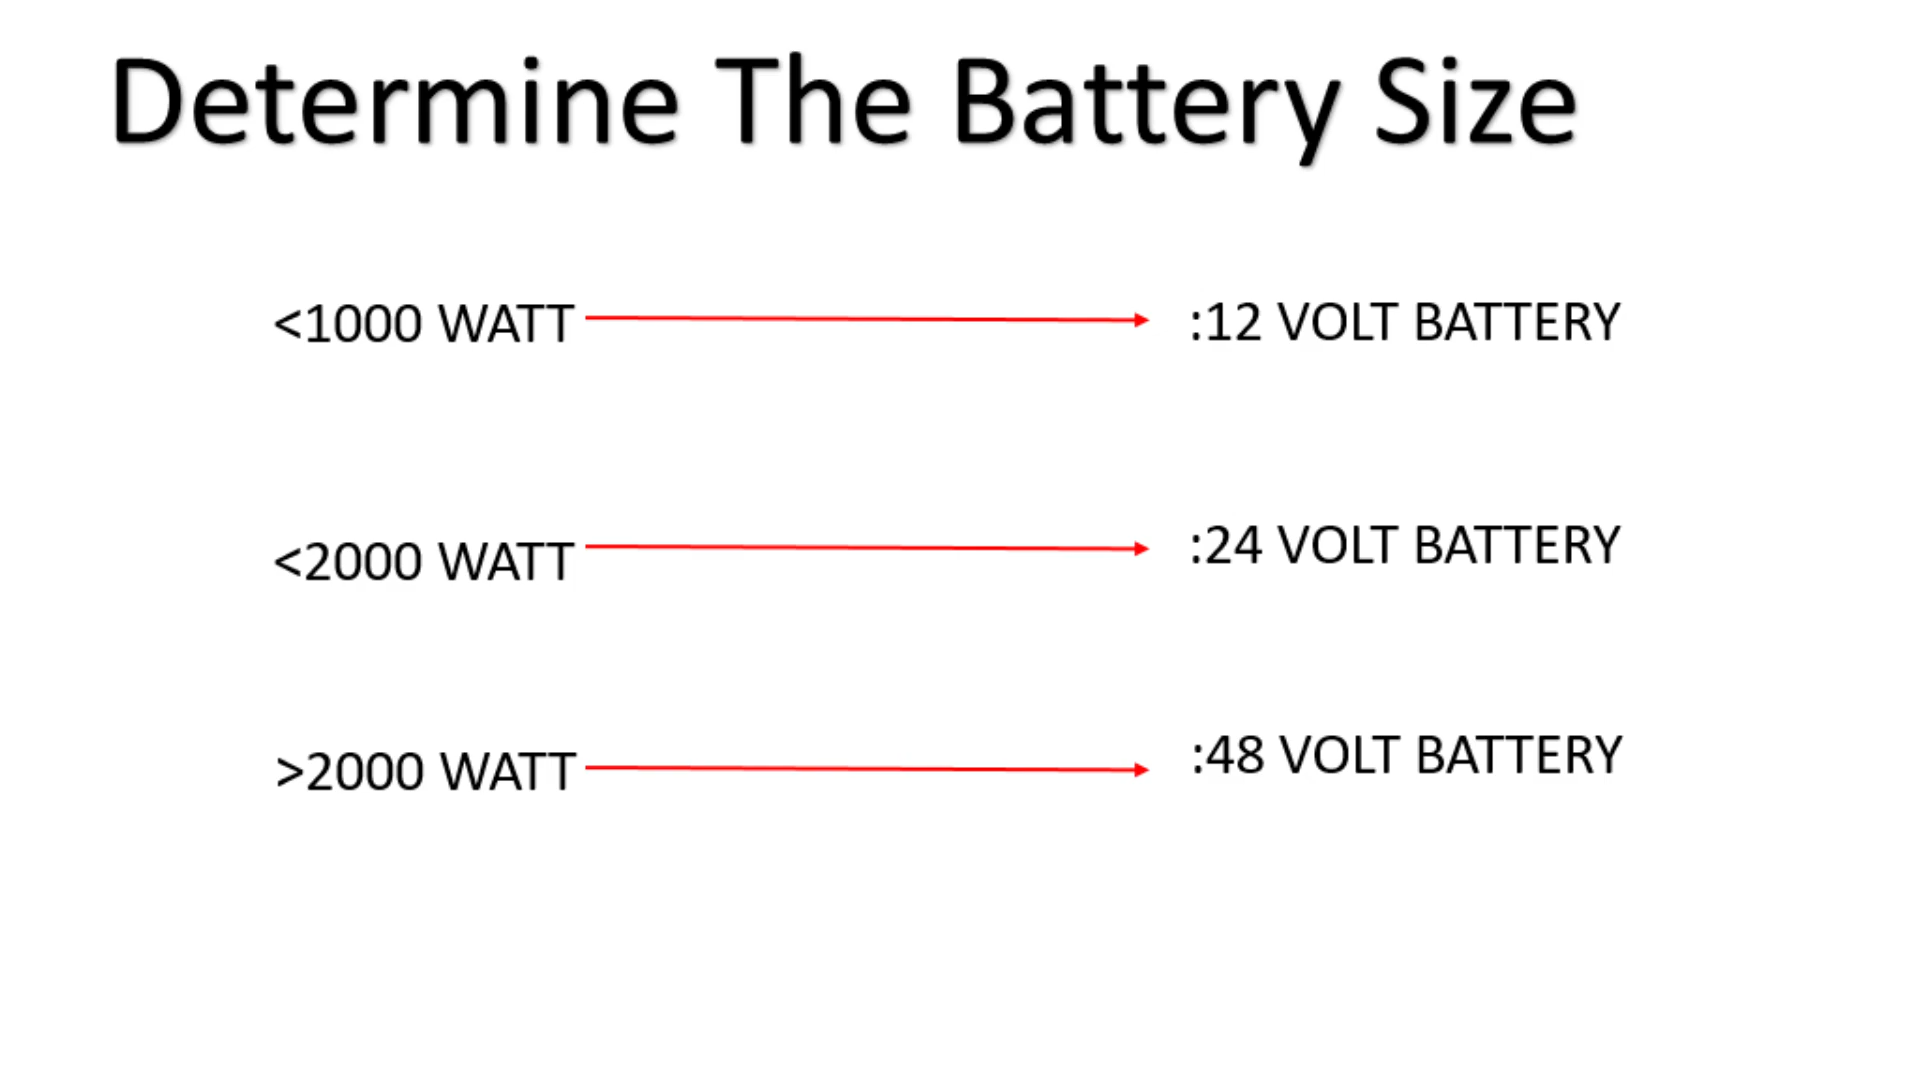 Determine The Battery Size
<1000 WATT :12 VOLT BATTERY
<2000 WATT :24 VOLT BATTERY
>2000 WATT :48 VOLT BATTERY